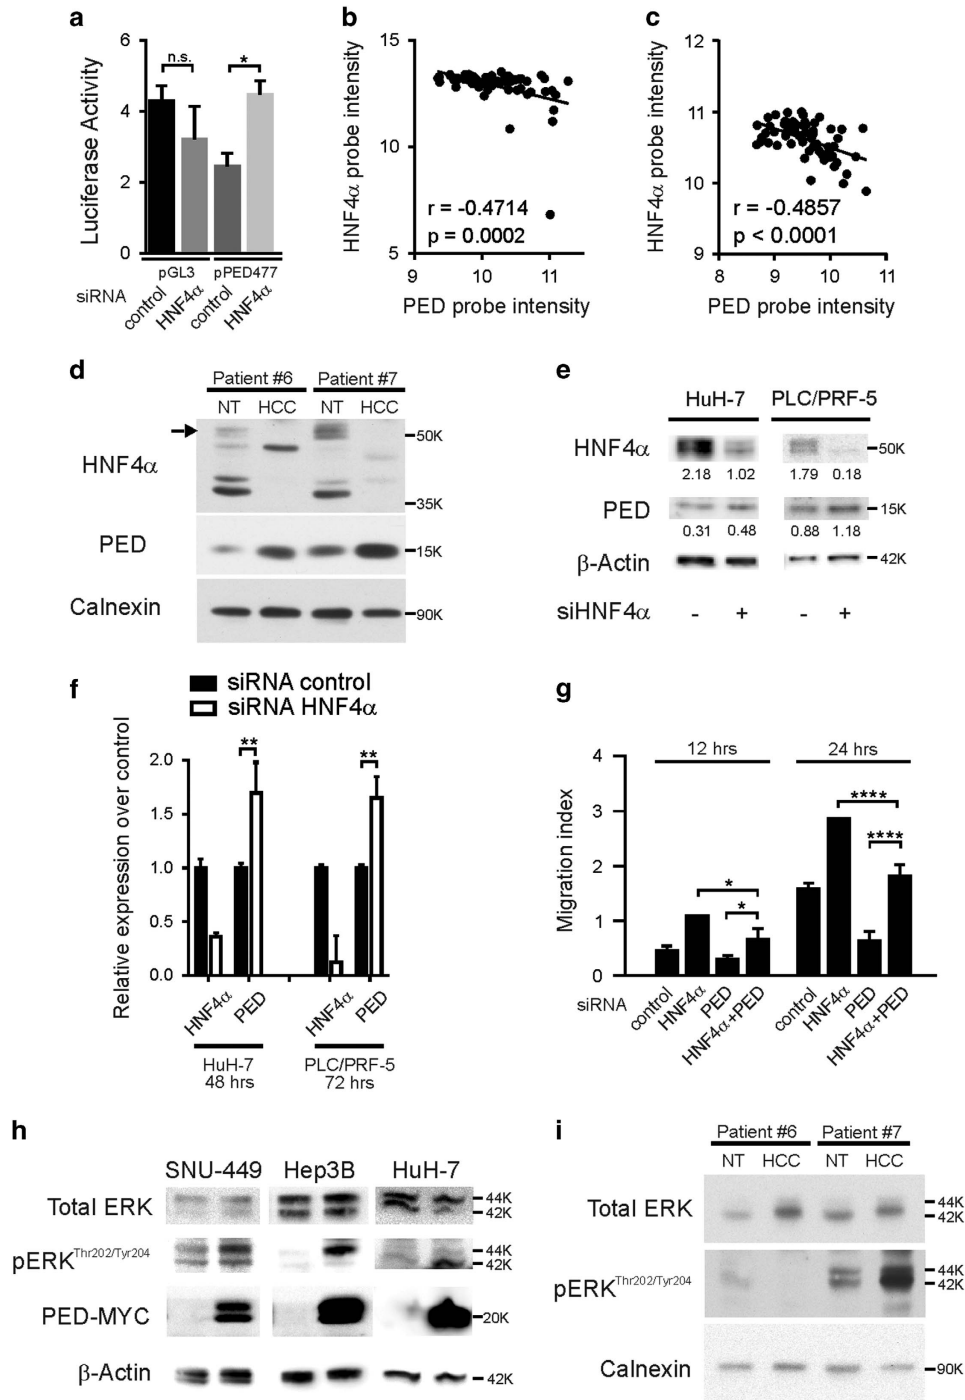 a
Luciferase Activity
6
4
2
0
n.s.
*
pGL3 pPED477
siRNA
control
HNF4α
control
HNF4α
b
HNF4α probe intensity
15
10
5
r = -0.4714
p = 0.0002
9 10 11
PED probe intensity
c
HNF4α probe intensity
12
11
10
9
r = -0.4857
p < 0.0001
8 9 10 11
PED probe intensity
d
Patient #6 Patient #7
NT HCC NT HCC
HNF4α
50K
35K
PED
15K
Calnexin
90K
e
HuH-7 PLC/PRF-5
HNF4α
50K
2.18 1.02 1.79 0.18
PED
15K
0.31 0.48 0.88 1.18
β-Actin
42K
siHNF4α - + - +
f
siRNA control
siRNA HNF4α
Relative expression over control
2.0
1.5
1.0
0.5
0.0
**
**
HNF4α
PED
HNF4α
PED
HuH-7 PLC/PRF-5
48 hrs 72 hrs
g
Migration index
4
3
2
1
0
12 hrs 24 hrs
*
*
****
****
siRNA
control
HNF4α
PED
HNF4α+PED
control
HNF4α
PED
HNF4α+PED
h
SNU-449 Hep3B HuH-7
Total ERK
44K
42K
pERK Thr202/Tyr204
44K
42K
PED-MYC
20K
β-Actin
42K
i
Patient #6 Patient #7
NT HCC NT HCC
Total ERK
44K
42K
pERK Thr202/Tyr204
44K
42K
Calnexin
90K